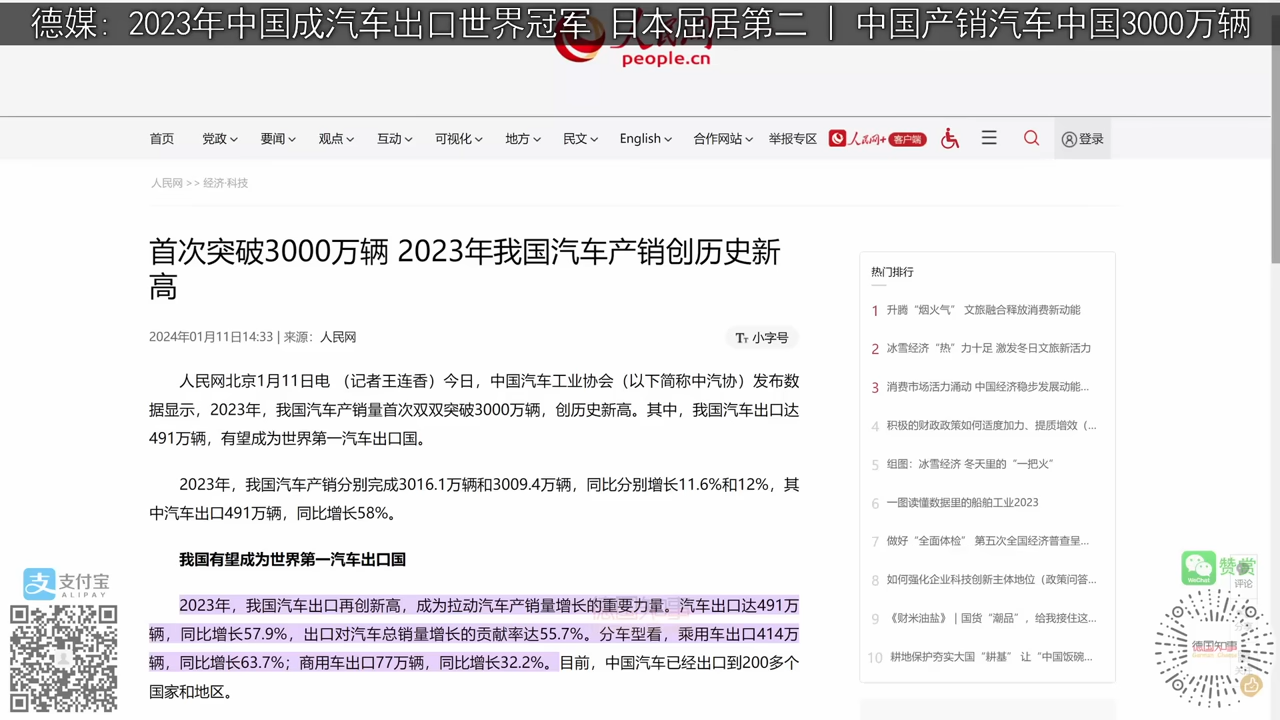 德媒：2023年中国成汽车出口世界冠军 日本屈居第二 | 中国产销汽车中国3000万辆
people.cn
首页 党政 要闻 观点 互动 可视化 地方 民文 English 合作网站 举报专区 人民网+ 客户端 登录
人民网 >> 经济·科技
首次突破3000万辆 2023年我国汽车产销创历史新
高
2024年01月11日14:33 | 来源：人民网
小字号
人民网北京1月11日电 （记者王连香）今日，中国汽车工业协会（以下简称中汽协）发布数
据显示，2023年，我国汽车产销量首次双双突破3000万辆，创历史新高。其中，我国汽车出口达
491万辆，有望成为世界第一汽车出口国。
2023年，我国汽车产销分别完成3016.1万辆和3009.4万辆，同比分别增长11.6%和12%，其
中汽车出口491万辆，同比增长58%。
我国有望成为世界第一汽车出口国
2023年，我国汽车出口再创新高，成为拉动汽车产销量增长的重要力量。汽车出口达491万
辆，同比增长57.9%，出口对汽车总销量增长的贡献率达55.7%。分车型看，乘用车出口414万
辆，同比增长63.7%；商用车出口77万辆，同比增长32.2%。目前，中国汽车已经出口到200多个
国家和地区。
热门排行
1 升腾“烟火气” 文旅融合释放消费新动能
2 冰雪经济“热”力十足 激发冬日文旅新活力
3 消费市场活力涌动 中国经济稳步发展动能...
4 积极的财政政策如何适度加力、提质增效（...
5 组图：冰雪经济 冬天里的“一把火”
6 一图读懂数据里的船舶工业2023
7 做好“全面体检” 第五次全国经济普查呈...
8 如何强化企业科技创新主体地位（政策问答...
9 《财米油盐》| 国货“潮品”，给我接住这...
10 耕地保护夯实大国“耕基” 让“中国饭碗...
支付宝
ALIPAY
WeChat
赞赏
评论
德国知事